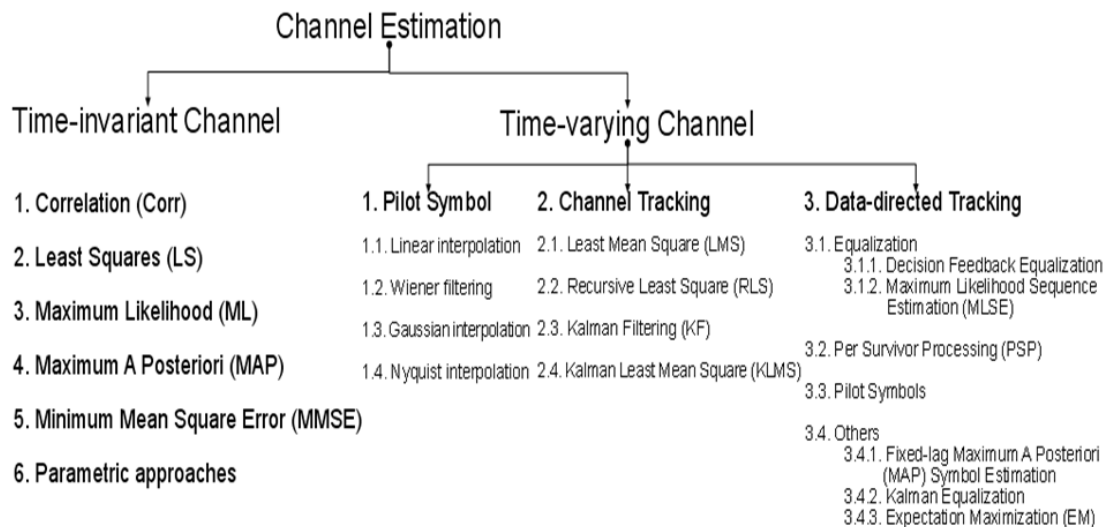 Channel Estimation
Time-invariant Channel
1. Correlation (Corr)
2. Least Squares (LS)
3. Maximum Likelihood (ML)
4. Maximum A Posteriori (MAP)
5. Minimum Mean Square Error (MMSE)
6. Parametric approaches
Time-varying Channel
1. Pilot Symbol
1.1. Linear interpolation
1.2. Wiener filtering
1.3. Gaussian interpolation
1.4. Nyquist interpolation
2. Channel Tracking
2.1. Least Mean Square (LMS)
2.2. Recursive Least Square (RLS)
2.3. Kalman Filtering (KF)
2.4. Kalman Least Mean Square (KLMS)
3. Data-directed Tracking
3.1. Equalization
3.1.1. Decision Feedback Equalization
3.1.2. Maximum Likelihood Sequence
Estimation (MLSE)
3.2. Per Survivor Processing (PSP)
3.3. Pilot Symbols
3.4. Others
3.4.1. Fixed-lag Maximum A Posteriori
(MAP) Symbol Estimation
3.4.2. Kalman Equalization
3.4.3. Expectation Maximization (EM)